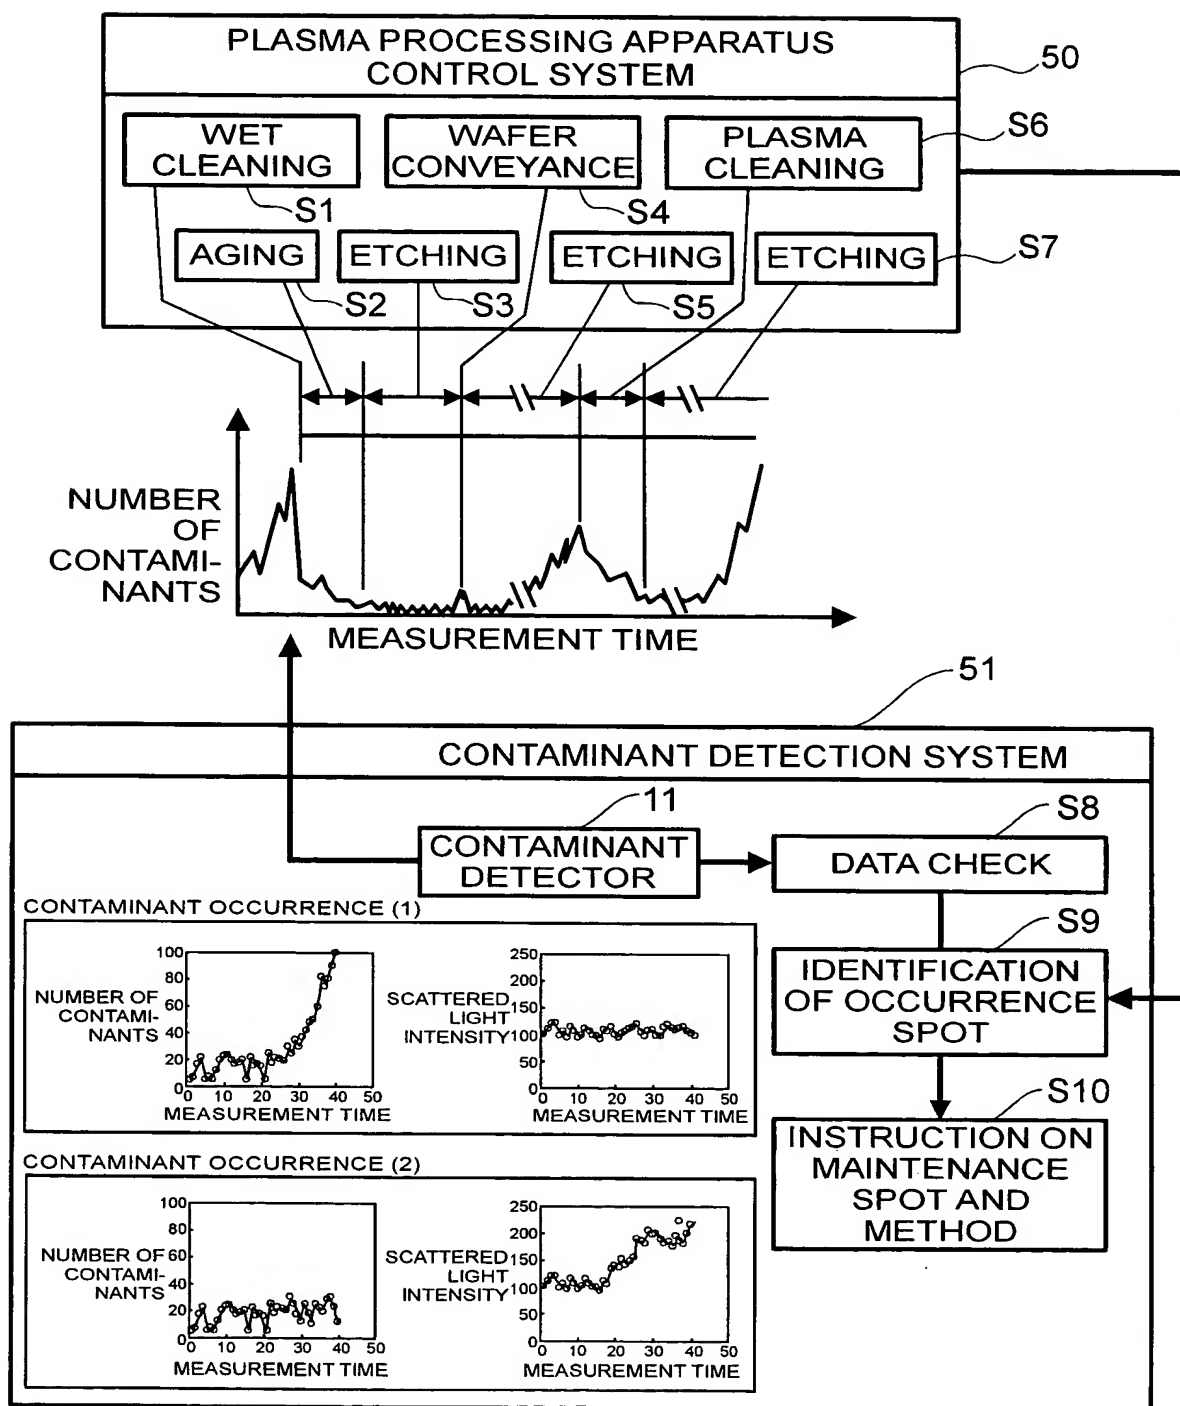 PLASMA PROCESSING APPARATUS
CONTROL SYSTEM
50
WET
CLEANING
WAFER
CONVEYANCE
PLASMA
CLEANING
S6
S1
S4
AGING
ETCHING
ETCHING
ETCHING
S7
S2
S3
S5
NUMBER
OF
CONTAMI-
NANTS
MEASUREMENT TIME
51
CONTAMINANT DETECTION SYSTEM
11
CONTAMINANT
DETECTOR
S8
DATA CHECK
S9
IDENTIFICATION
OF OCCURRENCE
SPOT
S10
INSTRUCTION ON
MAINTENANCE
SPOT AND
METHOD
CONTAMINANT OCCURRENCE (1)
NUMBER OF
CONTAMI-
NANTS
100
80
60
40
20
0
0 10 20 30 40 50
MEASUREMENT TIME
SCATTERED
LIGHT
INTENSITY
250
200
150
100
50
0
0 10 20 30 40 50
MEASUREMENT TIME
CONTAMINANT OCCURRENCE (2)
NUMBER OF
CONTAMI-
NANTS
100
80
60
40
20
0
0 10 20 30 40 50
MEASUREMENT TIME
SCATTERED
LIGHT
INTENSITY
250
200
150
100
50
0
0 10 20 30 40 50
MEASUREMENT TIME